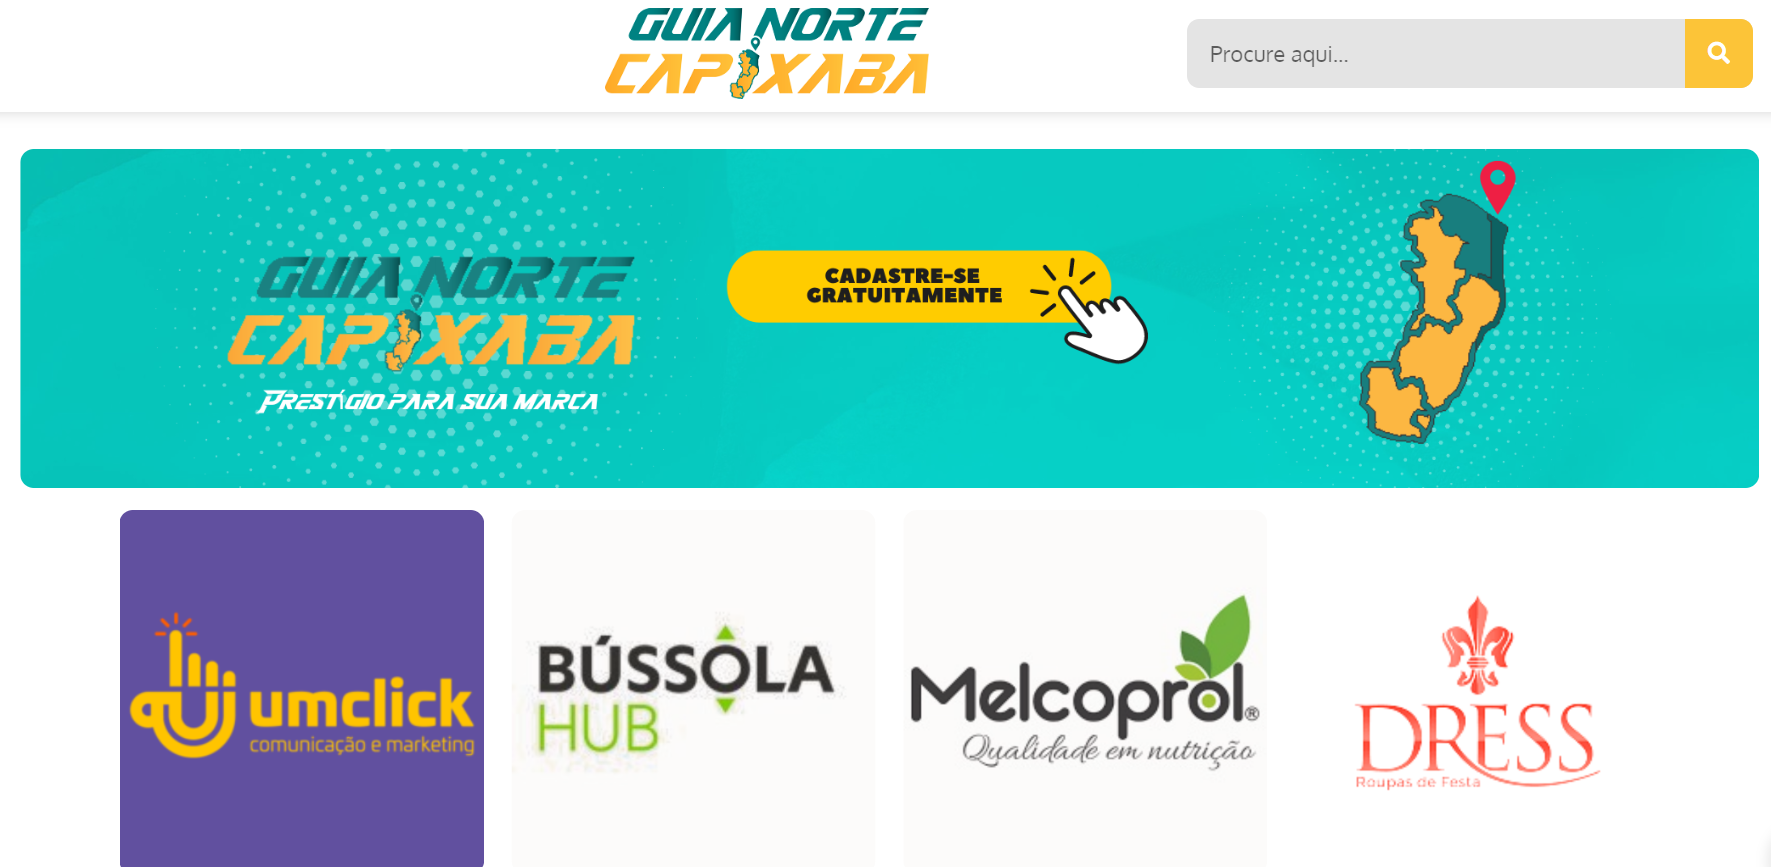 GUIA NORTE
CAPIXABA
Procure aqui...
GUIA NORTE
CAPIXABA
PRESTÍGIO PARA SUA MARCA
CADASTRE-SE
GRATUITAMENTE
umclick
comunicação e marketing
BÚSSOLA
HUB
Melcoprol®
Qualidade em nutrição
DRESS
Roupas de Festa